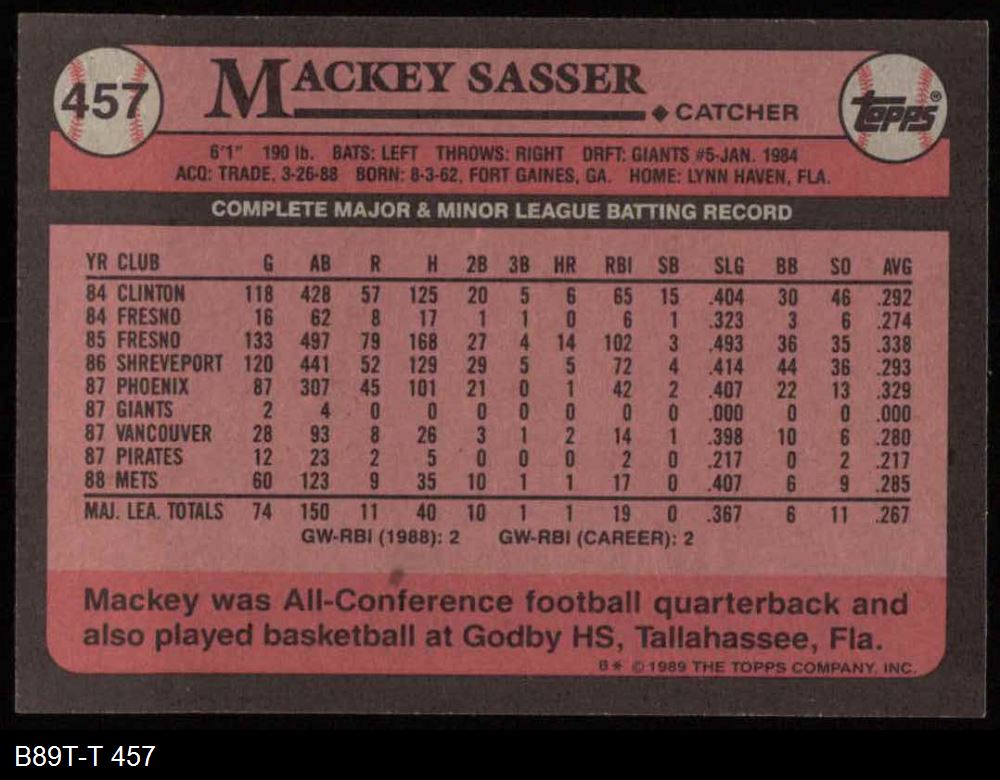 457
MACKEY SASSER
◆ CATCHER
TOPPS®
6'1" 190 lb. BATS: LEFT THROWS: RIGHT DRFT: GIANTS #5-JAN. 1984
ACQ: TRADE, 3-26-88 BORN: 8-3-62, FORT GAINES, GA. HOME: LYNN HAVEN, FLA.
COMPLETE MAJOR & MINOR LEAGUE BATTING RECORD
YR CLUB G AB R H 2B 3B HR RBI SB SLG BB SO AVG
84 CLINTON 118 428 57 125 20 5 6 65 15 .404 30 46 .292
84 FRESNO 16 62 8 17 1 1 0 6 1 .323 3 6 .274
85 FRESNO 133 497 79 168 27 4 14 102 3 .493 36 35 .338
86 SHREVEPORT 120 441 52 129 29 5 5 72 4 .414 44 36 .293
87 PHOENIX 87 307 45 101 21 0 1 42 2 .407 22 13 .329
87 GIANTS 2 4 0 0 0 0 0 0 0 .000 0 0 .000
87 VANCOUVER 28 93 8 26 3 1 2 14 1 .398 10 6 .280
87 PIRATES 12 23 2 5 0 0 0 2 0 .217 0 2 .217
88 METS 60 123 9 35 10 1 1 17 0 .407 6 9 .285
MAJ. LEA. TOTALS 74 150 11 40 10 1 1 19 0 .367 6 11 .267
GW-RBI (1988): 2 GW-RBI (CAREER): 2
Mackey was All-Conference football quarterback and
also played basketball at Godby HS, Tallahassee, Fla.
6* © 1989 THE TOPPS COMPANY, INC.
B89T-T 457